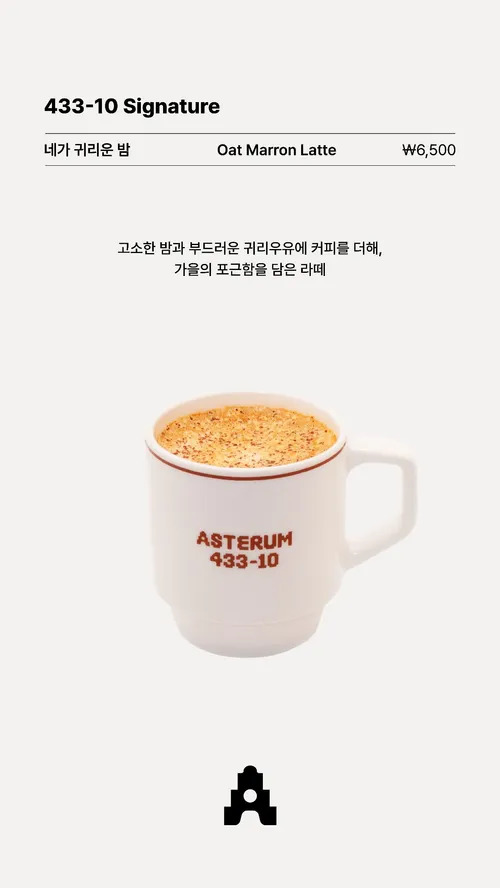 433-10 Signature
네가 귀리운 밤 Oat Marron Latte ₩6,500
고소한 밤과 부드러운 귀리우유에 커피를 더해,
가을의 포근함을 담은 라떼
ASTERUM
433-10